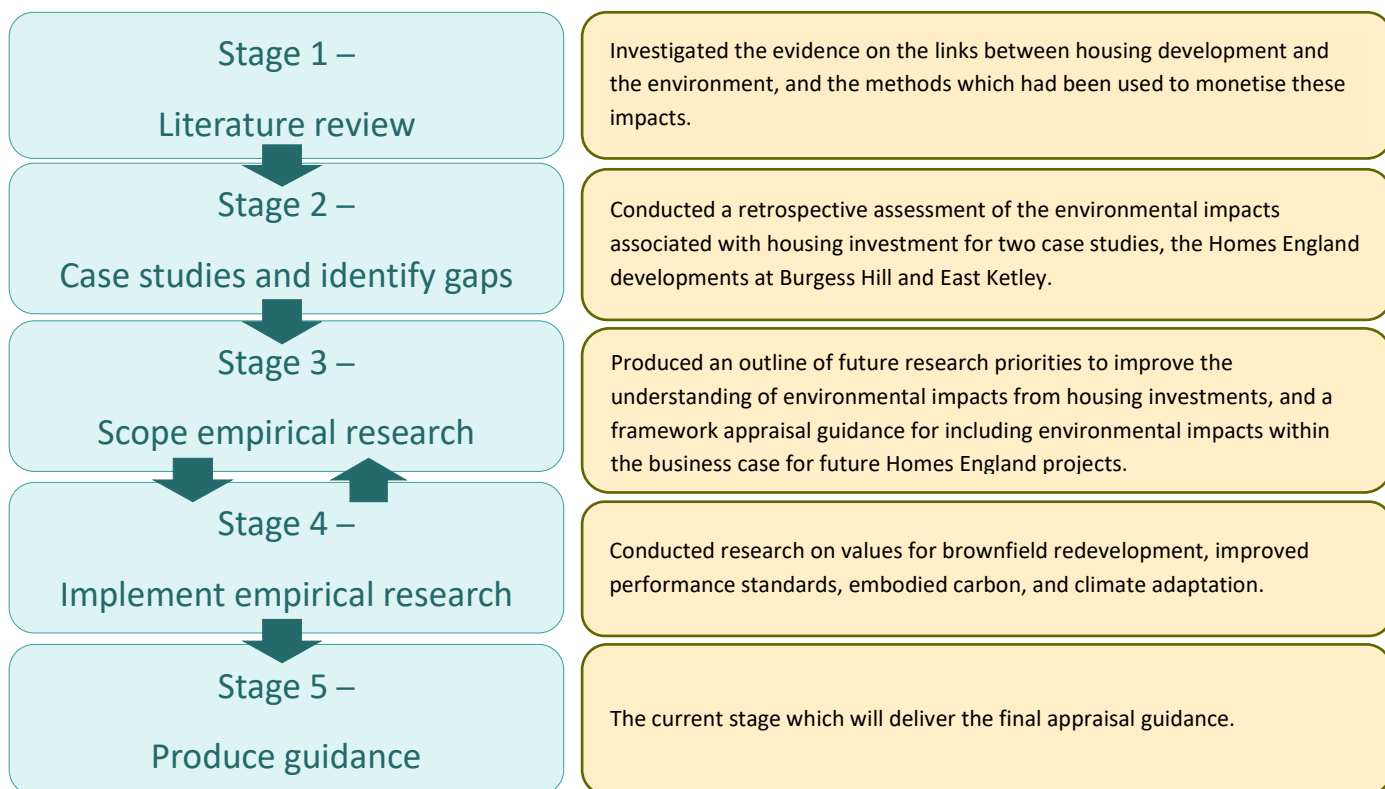 Stage 1 –
Literature review
Investigated the evidence on the links between housing development and
the environment, and the methods which had been used to monetise these
impacts.
Stage 2 –
Case studies and identify gaps
Conducted a retrospective assessment of the environmental impacts
associated with housing investment for two case studies, the Homes England
developments at Burgess Hill and East Ketley.
Stage 3 –
Scope empirical research
Produced an outline of future research priorities to improve the
understanding of environmental impacts from housing investments, and a
framework appraisal guidance for including environmental impacts within
the business case for future Homes England projects.
Stage 4 –
Implement empirical research
Conducted research on values for brownfield redevelopment, improved
performance standards, embodied carbon, and climate adaptation.
Stage 5 –
Produce guidance
The current stage which will deliver the final appraisal guidance.